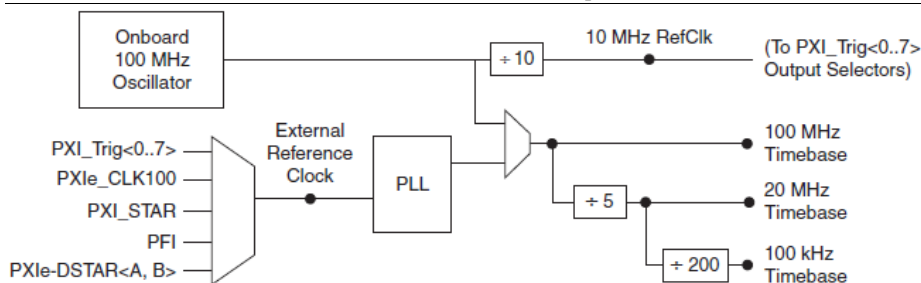 Onboard
100 MHz
Oscillator
÷ 10
10 MHz RefClk
(To PXI_Trig<0..7>
Output Selectors)
PXI_Trig<0..7>
PXIe_CLK100
PXI_STAR
PFI
PXIe-DSTAR<A, B>
External
Reference
Clock
PLL
100 MHz
Timebase
÷ 5
20 MHz
Timebase
÷ 200
100 kHz
Timebase